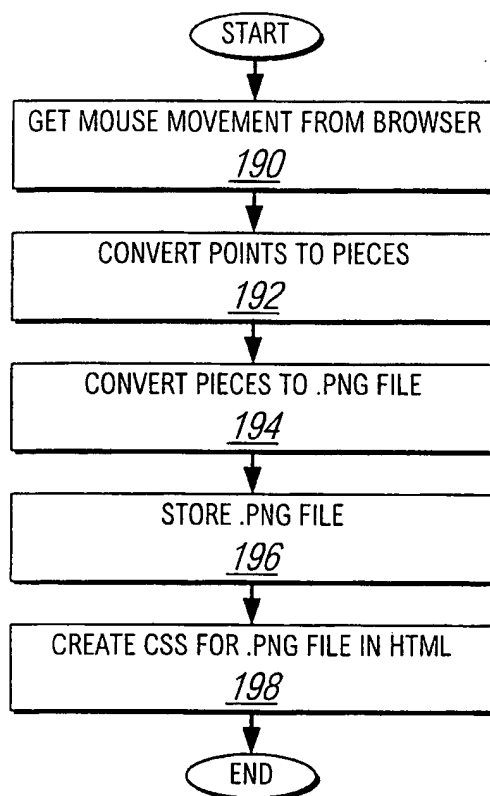 START
GET MOUSE MOVEMENT FROM BROWSER
190
CONVERT POINTS TO PIECES
192
CONVERT PIECES TO .PNG FILE
194
STORE .PNG FILE
196
CREATE CSS FOR .PNG FILE IN HTML
198
END